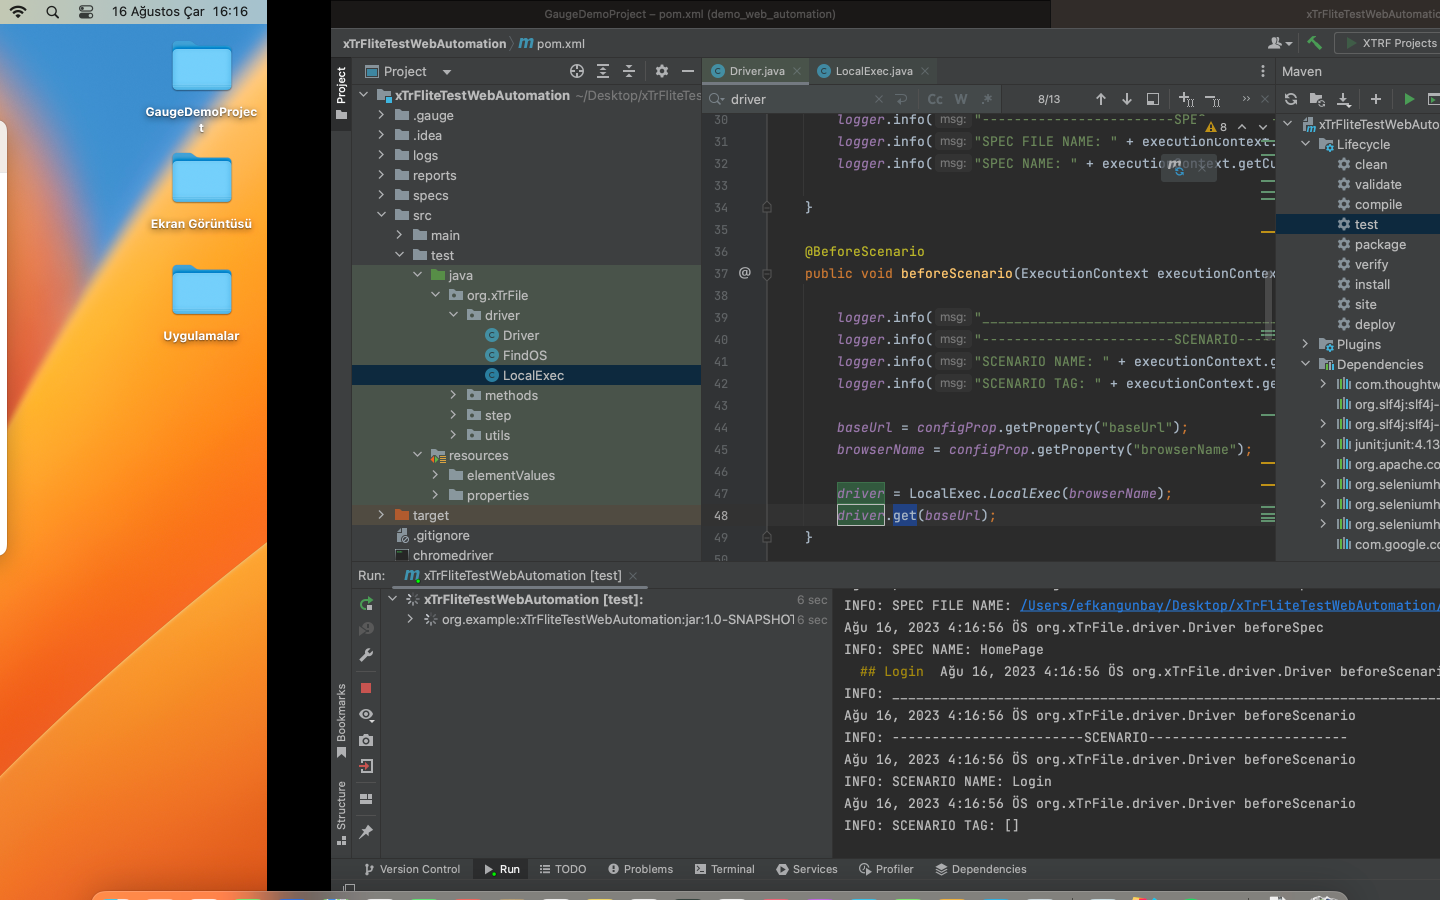 16 Ağustos Çar 16:16
GaugeDemoProjec
t
Ekran Görüntüsü
Uygulamalar
GaugeDemoProject – pom.xml (demo_web_automation)
xTrFliteTestWebAutomatio
xTrFliteTestWebAutomation
pom.xml
XTRF Projects
Project
Project
Driver.java
LocalExec.java
Maven
driver
Cc
W
8/13
xTrFliteTestWebAutomation ~/Desktop/xTrFliteTes
.gauge
.idea
logs
reports
specs
src
main
test
java
org.xTrFile
driver
Driver
FindOS
LocalExec
methods
step
utils
resources
elementValues
properties
target
.gitignore
chromedriver
30 logger.info( msg: "------------------------SPE
8
31 logger.info( msg: "SPEC FILE NAME: " + executionContext.
32 logger.info( msg: "SPEC NAME: " + executionContext.getCu
33
34 }
35
36 @BeforeScenario
37 @ public void beforeScenario(ExecutionContext executionContex
38
39 logger.info( msg: "_____________________________________
40 logger.info( msg: "------------------------SCENARIO-----
41 logger.info( msg: "SCENARIO NAME: " + executionContext.g
42 logger.info( msg: "SCENARIO TAG: " + executionContext.ge
43
44 baseUrl = configProp.getProperty("baseUrl");
45 browserName = configProp.getProperty("browserName");
46
47 driver = LocalExec.LocalExec(browserName);
48 driver.get(baseUrl);
49 }
50
xTrFliteTestWebAuto
Lifecycle
clean
validate
compile
test
package
verify
install
site
deploy
Plugins
Dependencies
com.thoughtw
org.slf4j:slf4j-
org.slf4j:slf4j-
junit:junit:4.13
org.apache.co
org.seleniumh
org.seleniumh
org.seleniumh
com.google.co
Run:
xTrFliteTestWebAutomation [test]
xTrFliteTestWebAutomation [test]: 6 sec
org.example:xTrFliteTestWebAutomation:jar:1.0-SNAPSHOT 6 sec
INFO: SPEC FILE NAME: /Users/efkangunbay/Desktop/xTrFliteTestWebAutomation/
Ağu 16, 2023 4:16:56 ÖS org.xTrFile.driver.Driver beforeSpec
INFO: SPEC NAME: HomePage
## Login Ağu 16, 2023 4:16:56 ÖS org.xTrFile.driver.Driver beforeScenari
INFO: _____________________________________________________________________
Ağu 16, 2023 4:16:56 ÖS org.xTrFile.driver.Driver beforeScenario
INFO: ------------------------SCENARIO-------------------------
Ağu 16, 2023 4:16:56 ÖS org.xTrFile.driver.Driver beforeScenario
INFO: SCENARIO NAME: Login
Ağu 16, 2023 4:16:56 ÖS org.xTrFile.driver.Driver beforeScenario
INFO: SCENARIO TAG: []
Bookmarks
Structure
Version Control
Run
TODO
Problems
Terminal
Services
Profiler
Dependencies